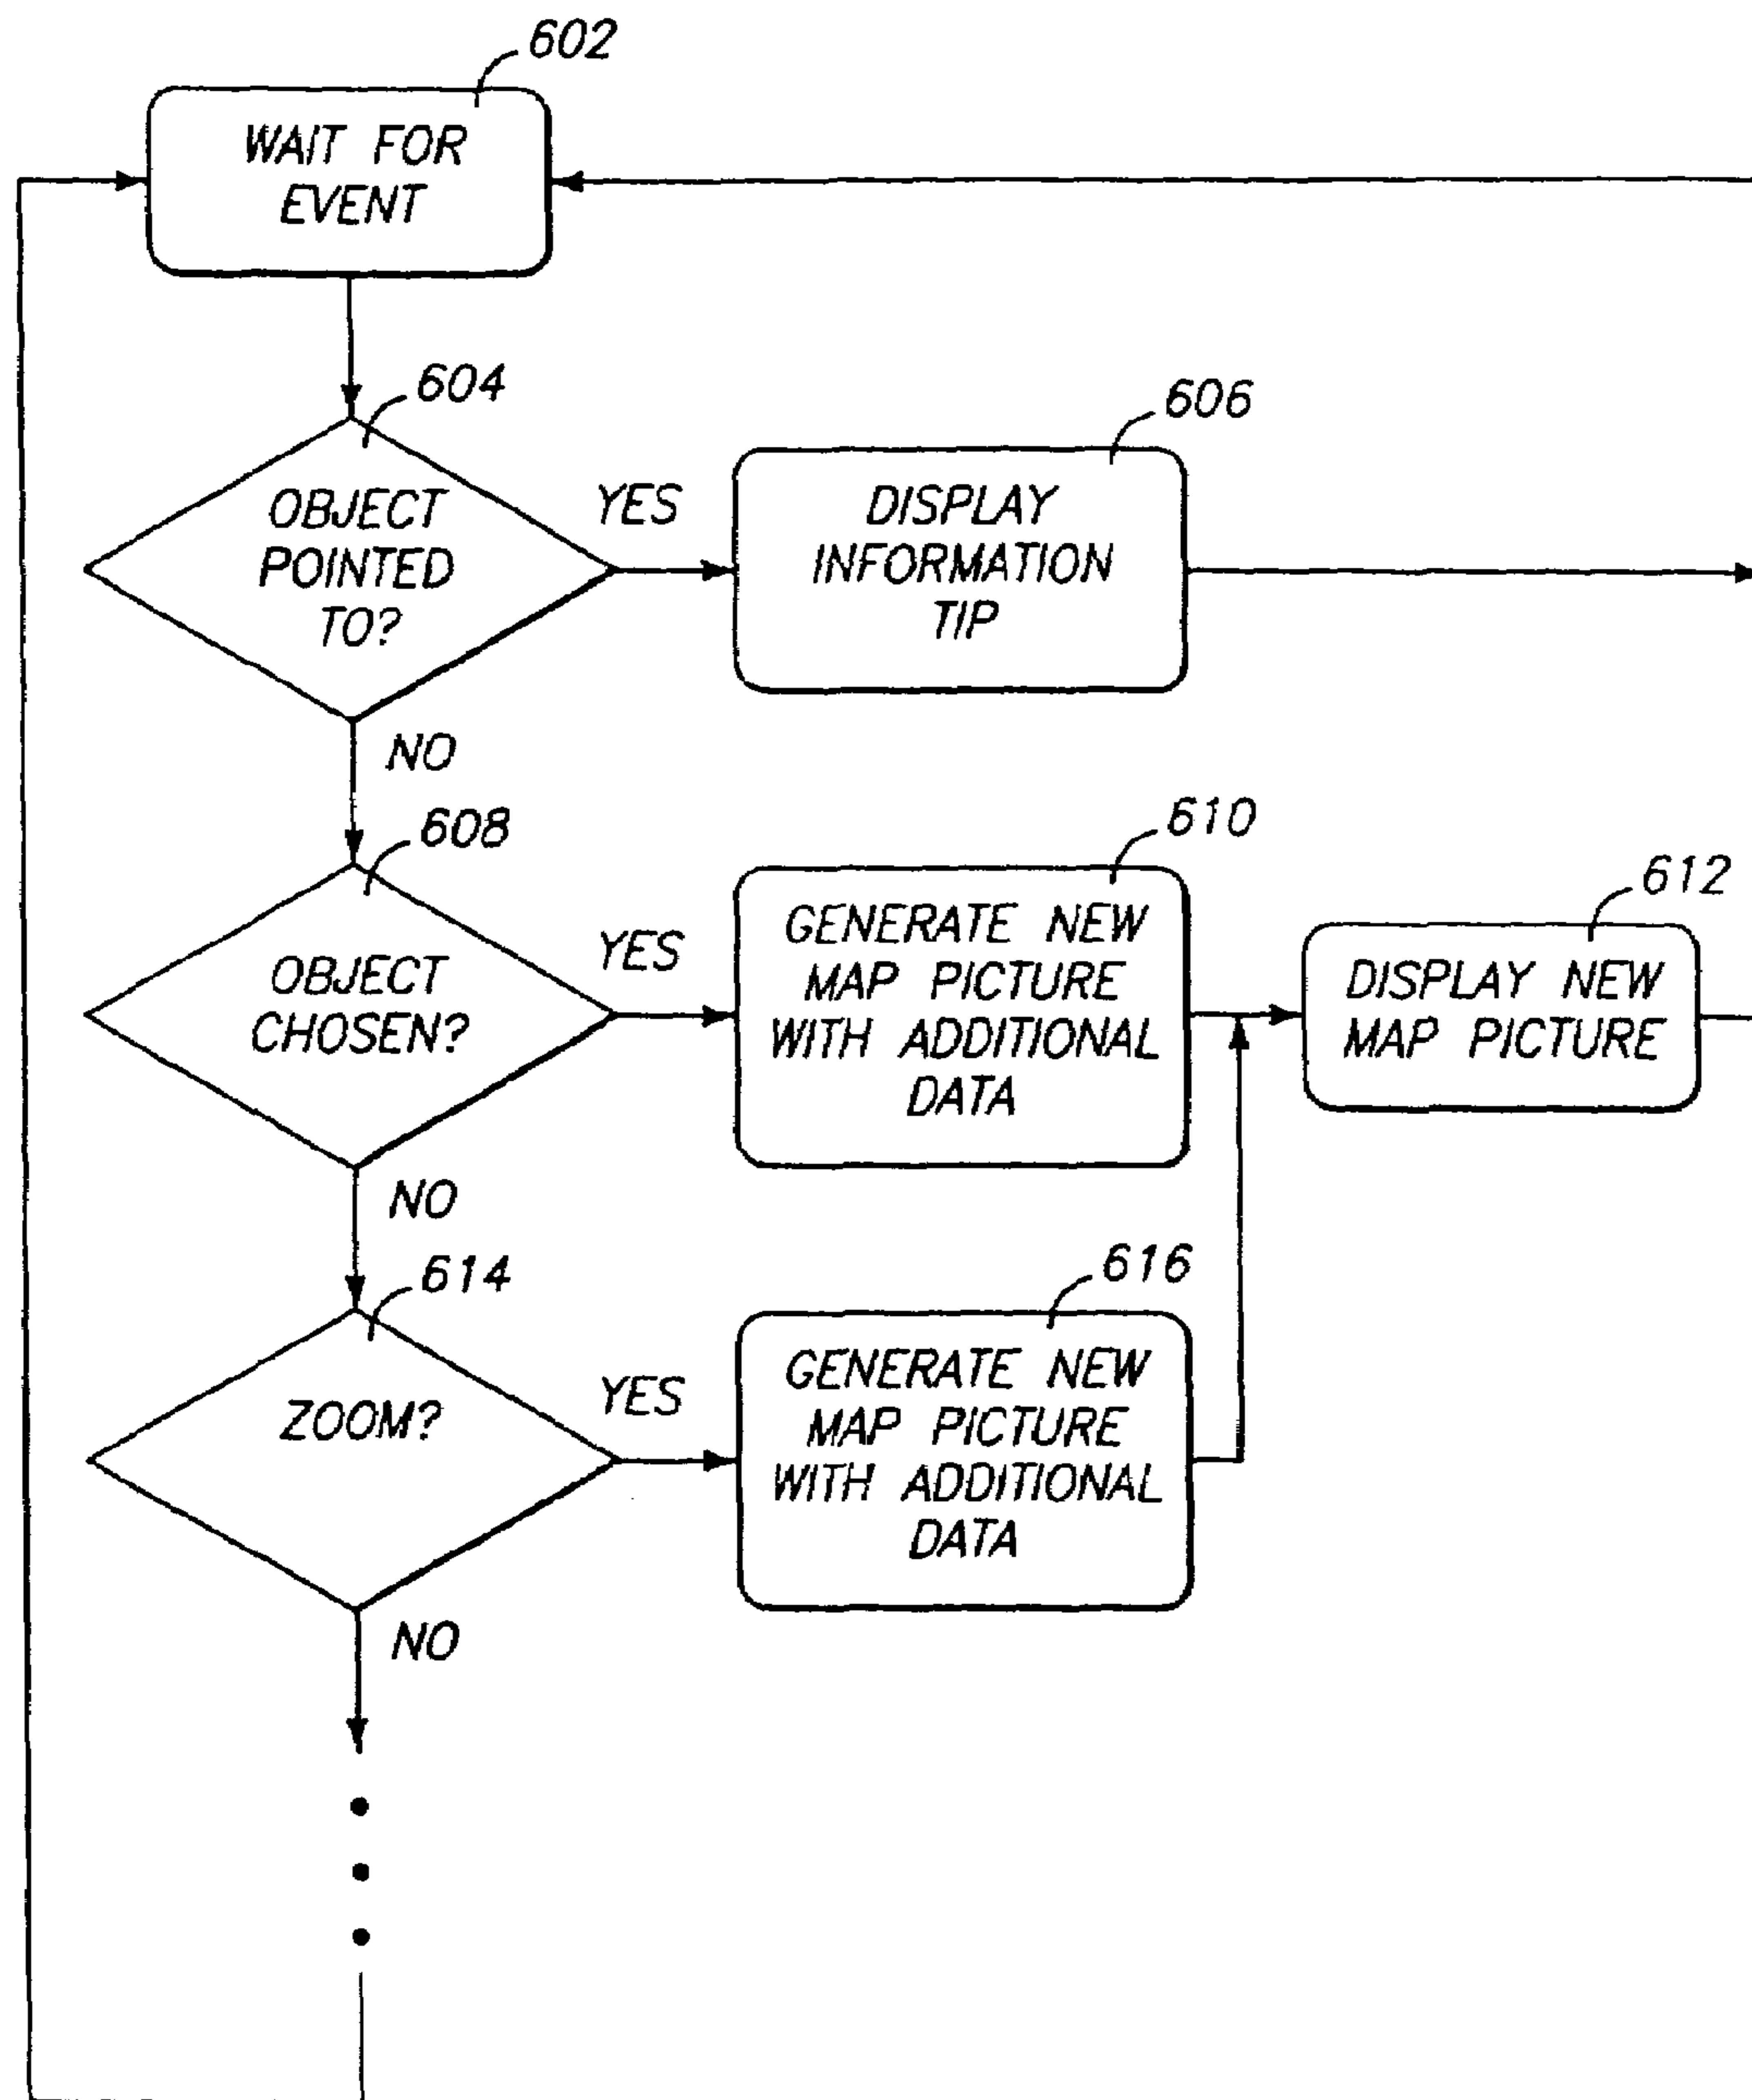 602
WAIT FOR
EVENT
604
OBJECT
POINTED
TO?
YES
606
DISPLAY
INFORMATION
TIP
NO
608
OBJECT
CHOSEN?
YES
610
GENERATE NEW
MAP PICTURE
WITH ADDITIONAL
DATA
612
DISPLAY NEW
MAP PICTURE
NO
614
ZOOM?
YES
616
GENERATE NEW
MAP PICTURE
WITH ADDITIONAL
DATA
NO